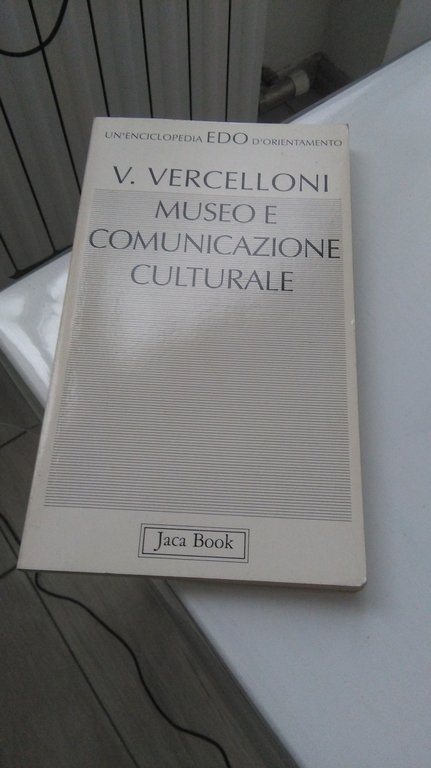 UN'ENCICLOPEDIA EDO D'ORIENTAMENTO
V. VERCELLONI
MUSEO E
COMUNICAZIONE
CULTURALE
Jaca Book